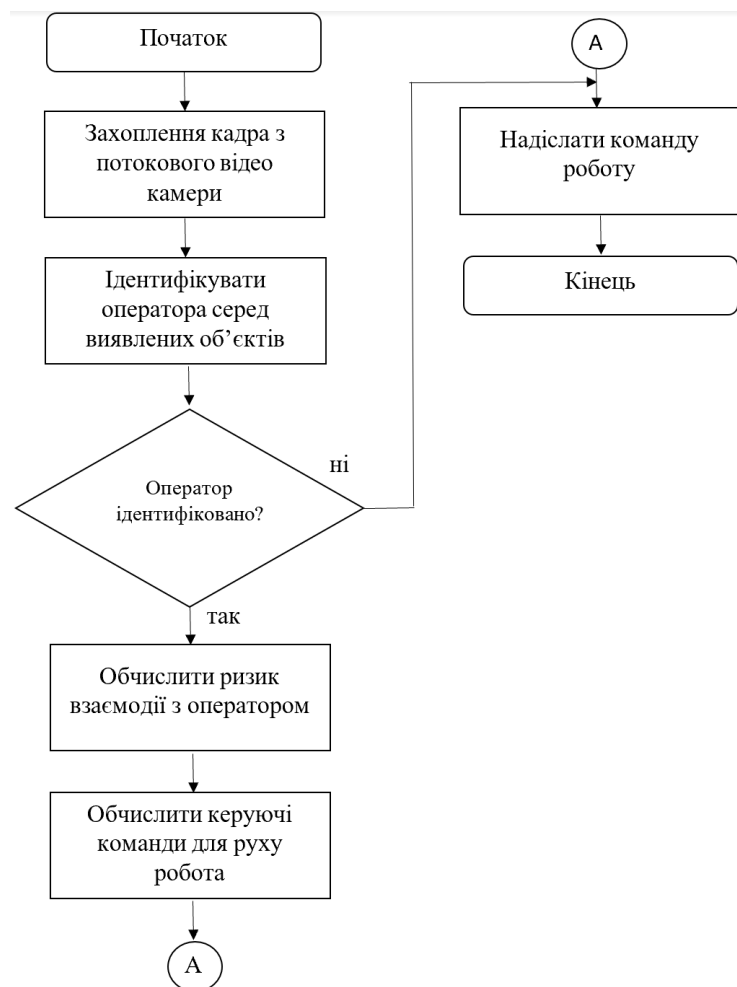 Початок
Захоплення кадра з
потокового відео
камери
Ідентифікувати
оператора серед
виявлених об’єктів
Оператор
ідентифіковано?
ні
так
Обчислити ризик
взаємодії з оператором
Обчислити керуючі
команди для руху
робота
А
А
Надіслати команду
роботу
Кінець